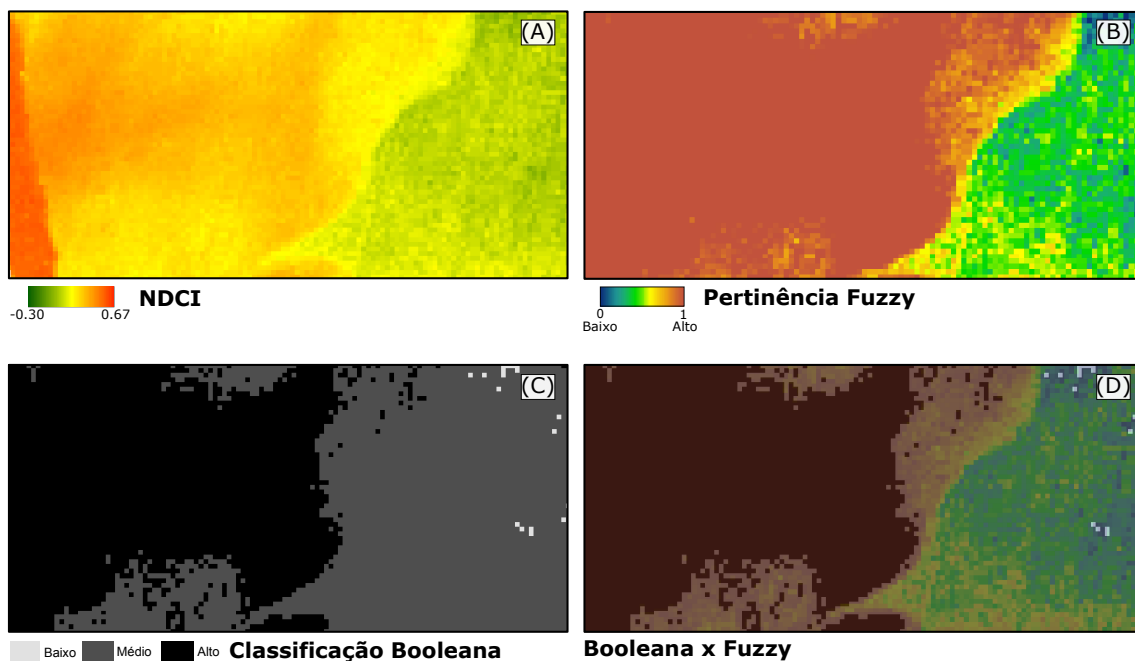 (A)
(B)
NDCI
-0.30 0.67
Pertinência Fuzzy
0 1
Baixo Alto
(C)
(D)
Baixo Médio Alto Classificação Booleana
Booleana x Fuzzy